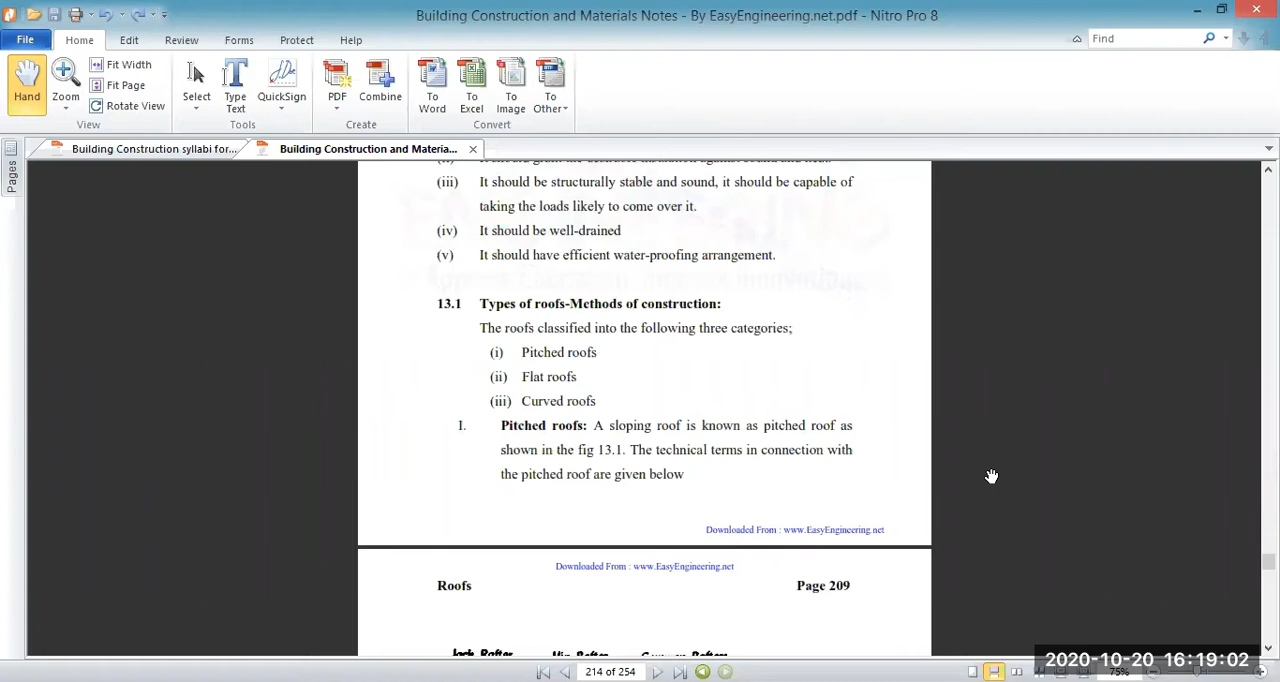 Building Construction and Materials Notes - By EasyEngineering.net.pdf - Nitro Pro 8
File Home Edit Review Forms Protect Help Find
Hand
Zoom
Fit Width
Fit Page
Rotate View
View
Select
Type Text
QuickSign
Tools
PDF
Combine
Create
To Word
To Excel
To Image
To Other
Convert
Pages
Building Construction syllabi for...
Building Construction and Materia...
(iii) It should be structurally stable and sound, it should be capable of
taking the loads likely to come over it.
(iv) It should be well-drained
(v) It should have efficient water-proofing arrangement.
13.1 Types of roofs-Methods of construction:
The roofs classified into the following three categories;
(i) Pitched roofs
(ii) Flat roofs
(iii) Curved roofs
I. Pitched roofs: A sloping roof is known as pitched roof as
shown in the fig 13.1. The technical terms in connection with
the pitched roof are given below
Downloaded From : www.EasyEngineering.net
Downloaded From : www.EasyEngineering.net
Roofs Page 209
214 of 254
75%
2020-10-20 16:19:02